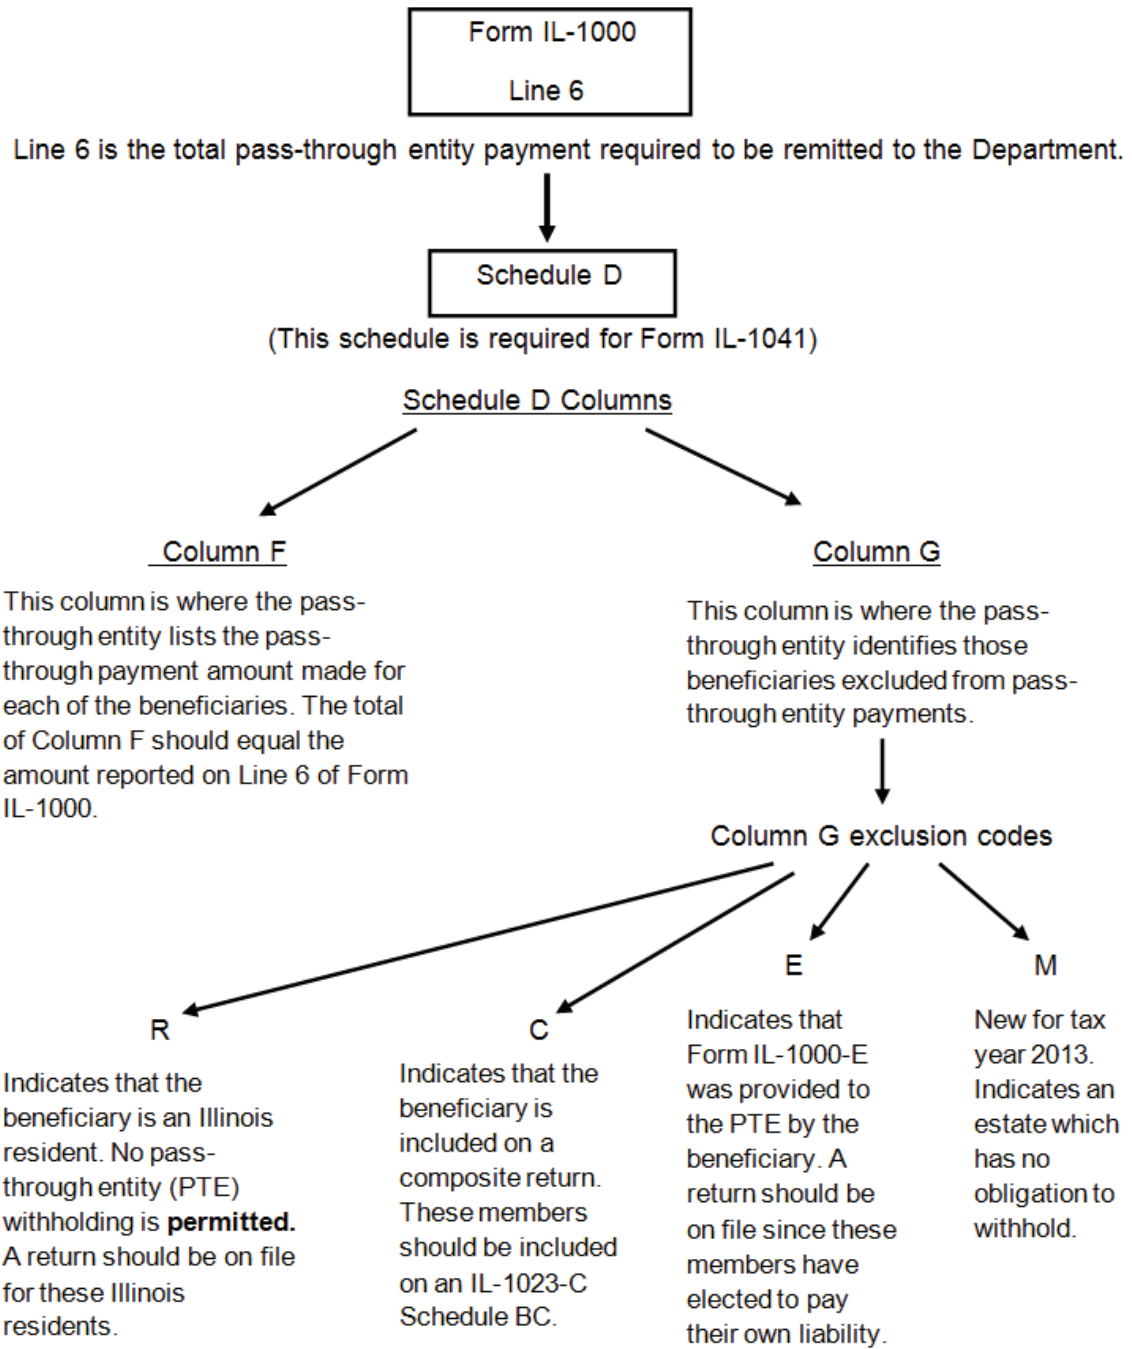 Form IL-1000
Line 6
Line 6 is the total pass-through entity payment required to be remitted to the Department.
Schedule D
(This schedule is required for Form IL-1041)
Schedule D Columns
Column F
This column is where the pass-
through entity lists the pass-
through payment amount made for
each of the beneficiaries. The total
of Column F should equal the
amount reported on Line 6 of Form
IL-1000.
Column G
This column is where the pass-
through entity identifies those
beneficiaries excluded from pass-
through entity payments.
Column G exclusion codes
R
Indicates that the
beneficiary is an Illinois
resident. No pass-
through entity (PTE)
withholding is permitted.
A return should be on file
for these Illinois
residents.
C
Indicates that the
beneficiary is
included on a
composite return.
These members
should be included
on an IL-1023-C
Schedule BC.
E
Indicates that
Form IL-1000-E
was provided to
the PTE by the
beneficiary. A
return should be
on file since these
members have
elected to pay
their own liability.
M
New for tax
year 2013.
Indicates an
estate which
has no
obligation to
withhold.